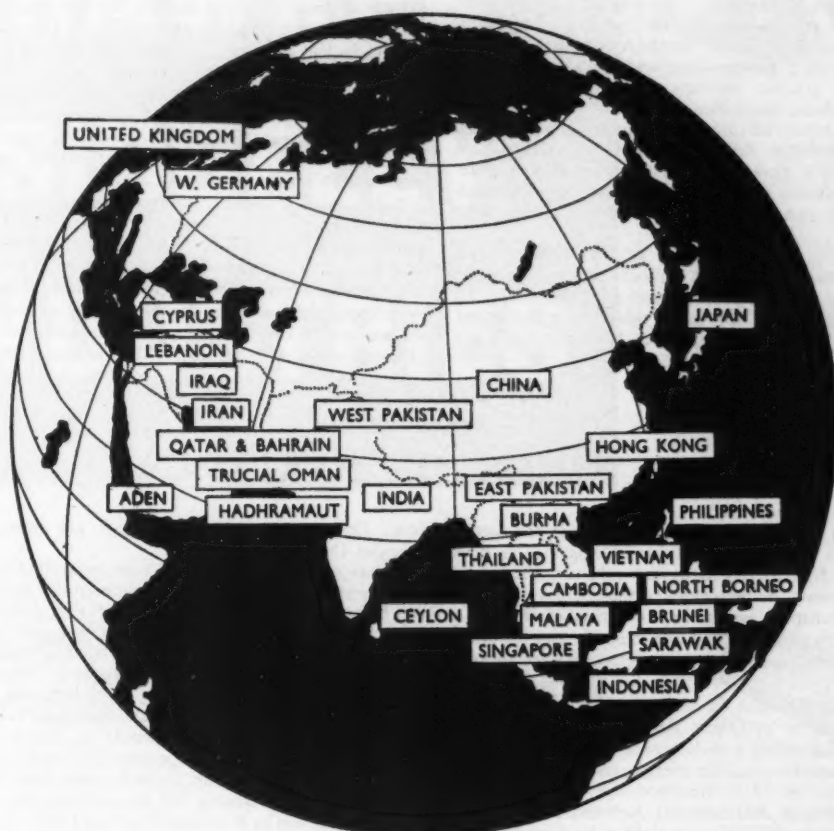 UNITED KINGDOM
W. GERMANY
CYPRUS
JAPAN
LEBANON
IRAQ
CHINA
IRAN
WEST PAKISTAN
QATAR & BAHRAIN
HONG KONG
TRUCIAL OMAN
ADEN
INDIA
EAST PAKISTAN
HADHRAMAUT
BURMA
PHILIPPINES
THAILAND
VIETNAM
CAMBODIA
NORTH BORNEO
CEYLON
MALAYA
BRUNEI
SINGAPORE
SARAWAK
INDONESIA